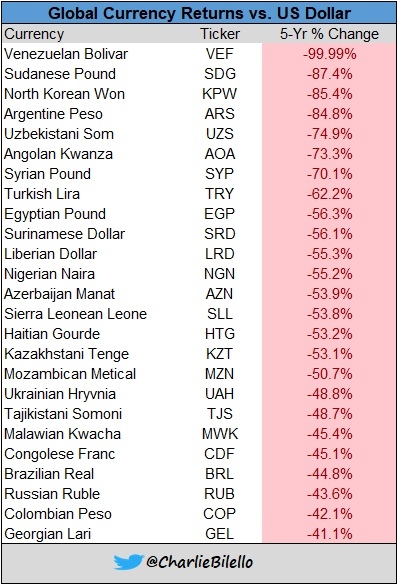 Global Currency Returns vs. US Dollar
Currency Ticker 5-Yr % Change
Venezuelan Bolivar VEF -99.99%
Sudanese Pound SDG -87.4%
North Korean Won KPW -85.4%
Argentine Peso ARS -84.8%
Uzbekistani Som UZS -74.9%
Angolan Kwanza AOA -73.3%
Syrian Pound SYP -70.1%
Turkish Lira TRY -62.2%
Egyptian Pound EGP -56.3%
Surinamese Dollar SRD -56.1%
Liberian Dollar LRD -55.3%
Nigerian Naira NGN -55.2%
Azerbaijan Manat AZN -53.9%
Sierra Leonean Leone SLL -53.8%
Haitian Gourde HTG -53.2%
Kazakhstani Tenge KZT -53.1%
Mozambican Metical MZN -50.7%
Ukrainian Hryvnia UAH -48.8%
Tajikistani Somoni TJS -48.7%
Malawian Kwacha MWK -45.4%
Congolese Franc CDF -45.1%
Brazilian Real BRL -44.8%
Russian Ruble RUB -43.6%
Colombian Peso COP -42.1%
Georgian Lari GEL -41.1%
@CharlieBilello